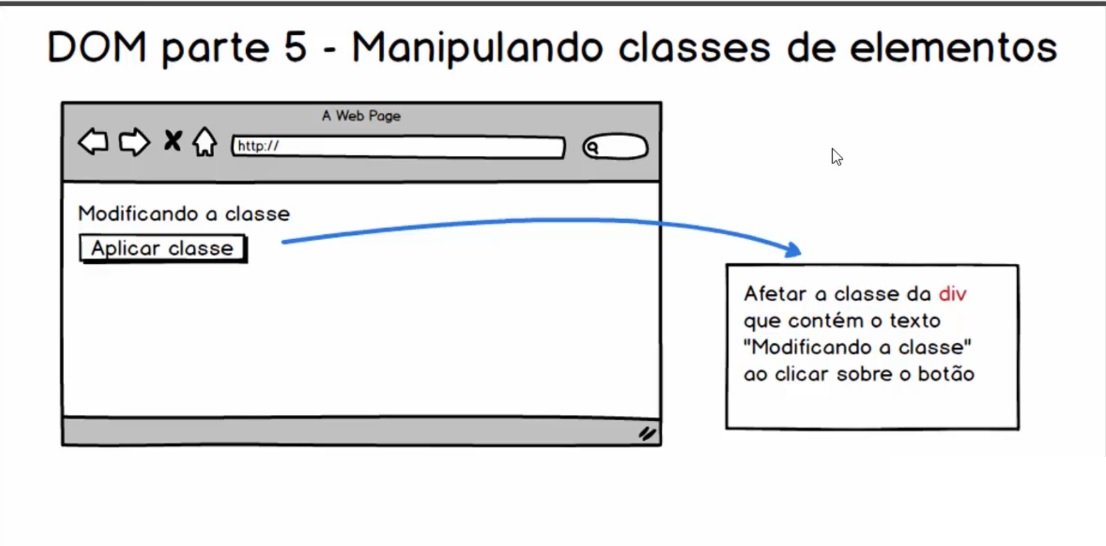 DOM parte 5 - Manipulando classes de elementos
A Web Page
http://
Modificando a classe
Aplicar classe
Afetar a classe da div
que contém o texto
"Modificando a classe"
ao clicar sobre o botão